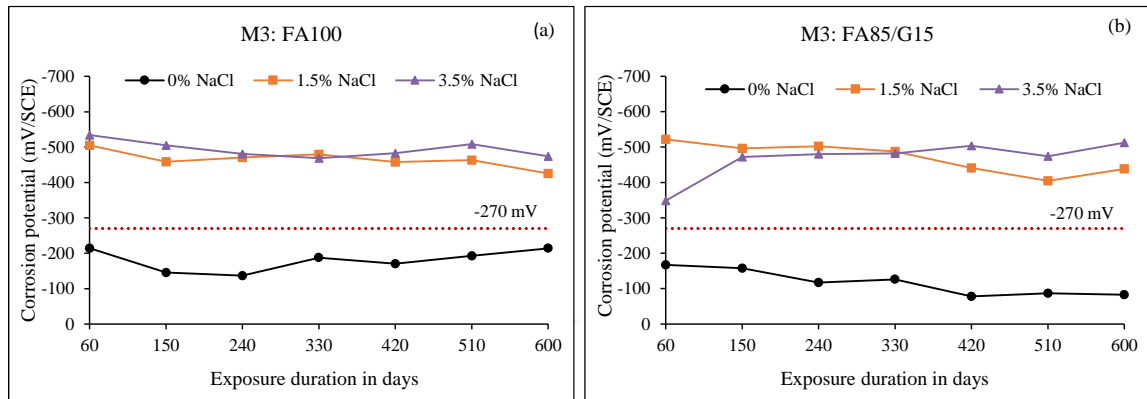 M3: FA100
(a)
0% NaCl 1.5% NaCl 3.5% NaCl
Corrosion potential (mV/SCE)
-700
-600
-500
-400
-300
-200
-100
0
-270 mV
60 150 240 330 420 510 600
Exposure duration in days
M3: FA85/G15
(b)
0% NaCl 1.5% NaCl 3.5% NaCl
Corrosion potential (mV/SCE)
-700
-600
-500
-400
-300
-200
-100
0
-270 mV
60 150 240 330 420 510 600
Exposure duration in days